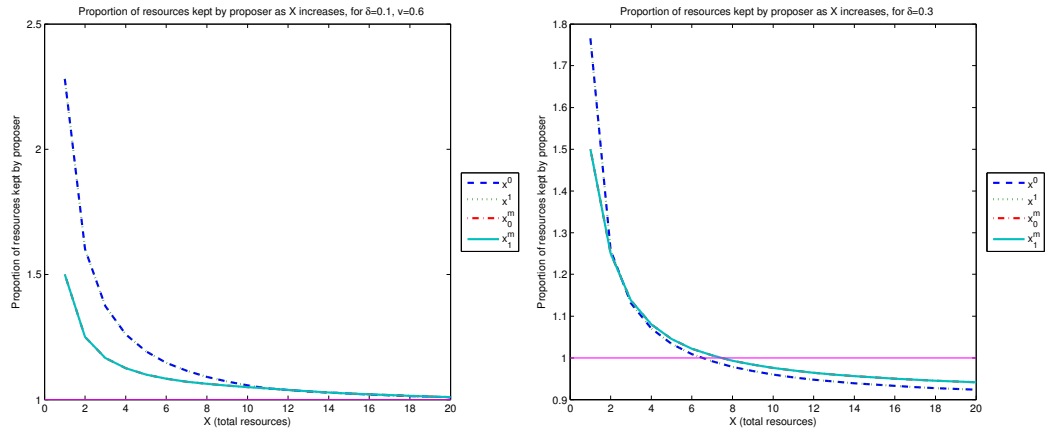 Proportion of resources kept by proposer as X increases, for δ=0.1, v=0.6
2.5
2
1.5
1
Proportion of resources kept by proposer
0 2 4 6 8 10 12 14 16 18 20
X (total resources)
x^0
x^1
x_0^m
x_1^m
Proportion of resources kept by proposer as X increases, for δ=0.3
1.8
1.7
1.6
1.5
1.4
1.3
1.2
1.1
1
0.9
Proportion of resources kept by proposer
0 2 4 6 8 10 12 14 16 18 20
X (total resources)
x^0
x^1
x_0^m
x_1^m